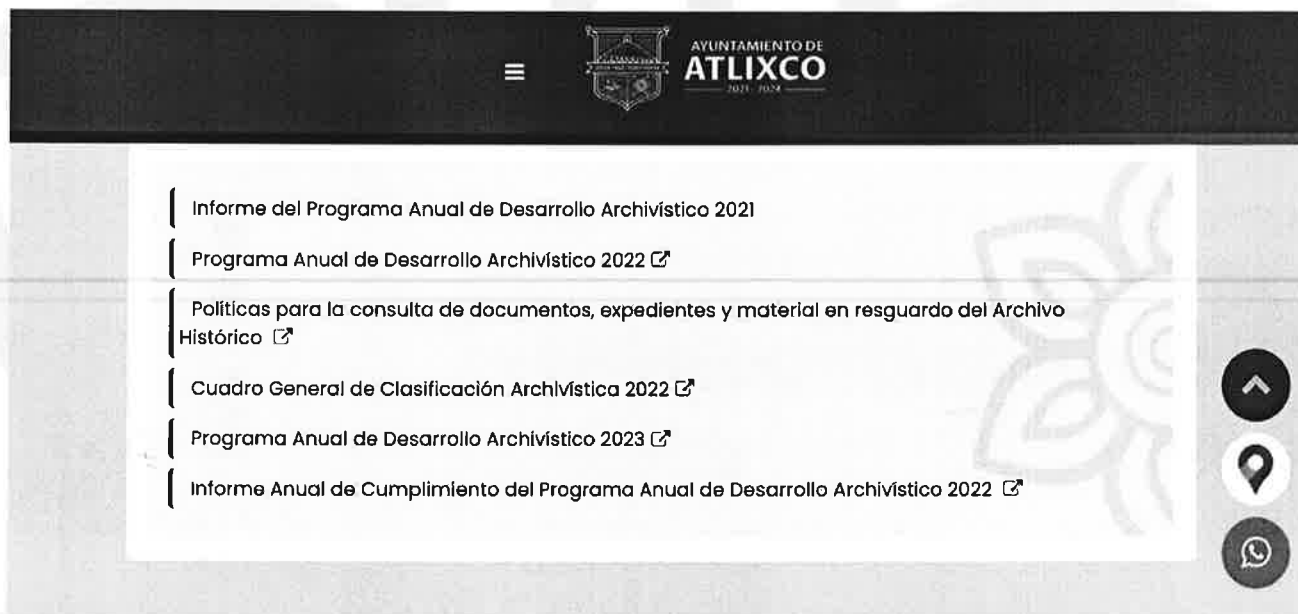 AYUNTAMIENTO DE
ATLIXCO
2021 - 2024
Informe del Programa Anual de Desarrollo Archivístico 2021
Programa Anual de Desarrollo Archivístico 2022
Políticas para la consulta de documentos, expedientes y material en resguardo del Archivo
Histórico
Cuadro General de Clasificación Archivística 2022
Programa Anual de Desarrollo Archivístico 2023
Informe Anual de Cumplimiento del Programa Anual de Desarrollo Archivístico 2022